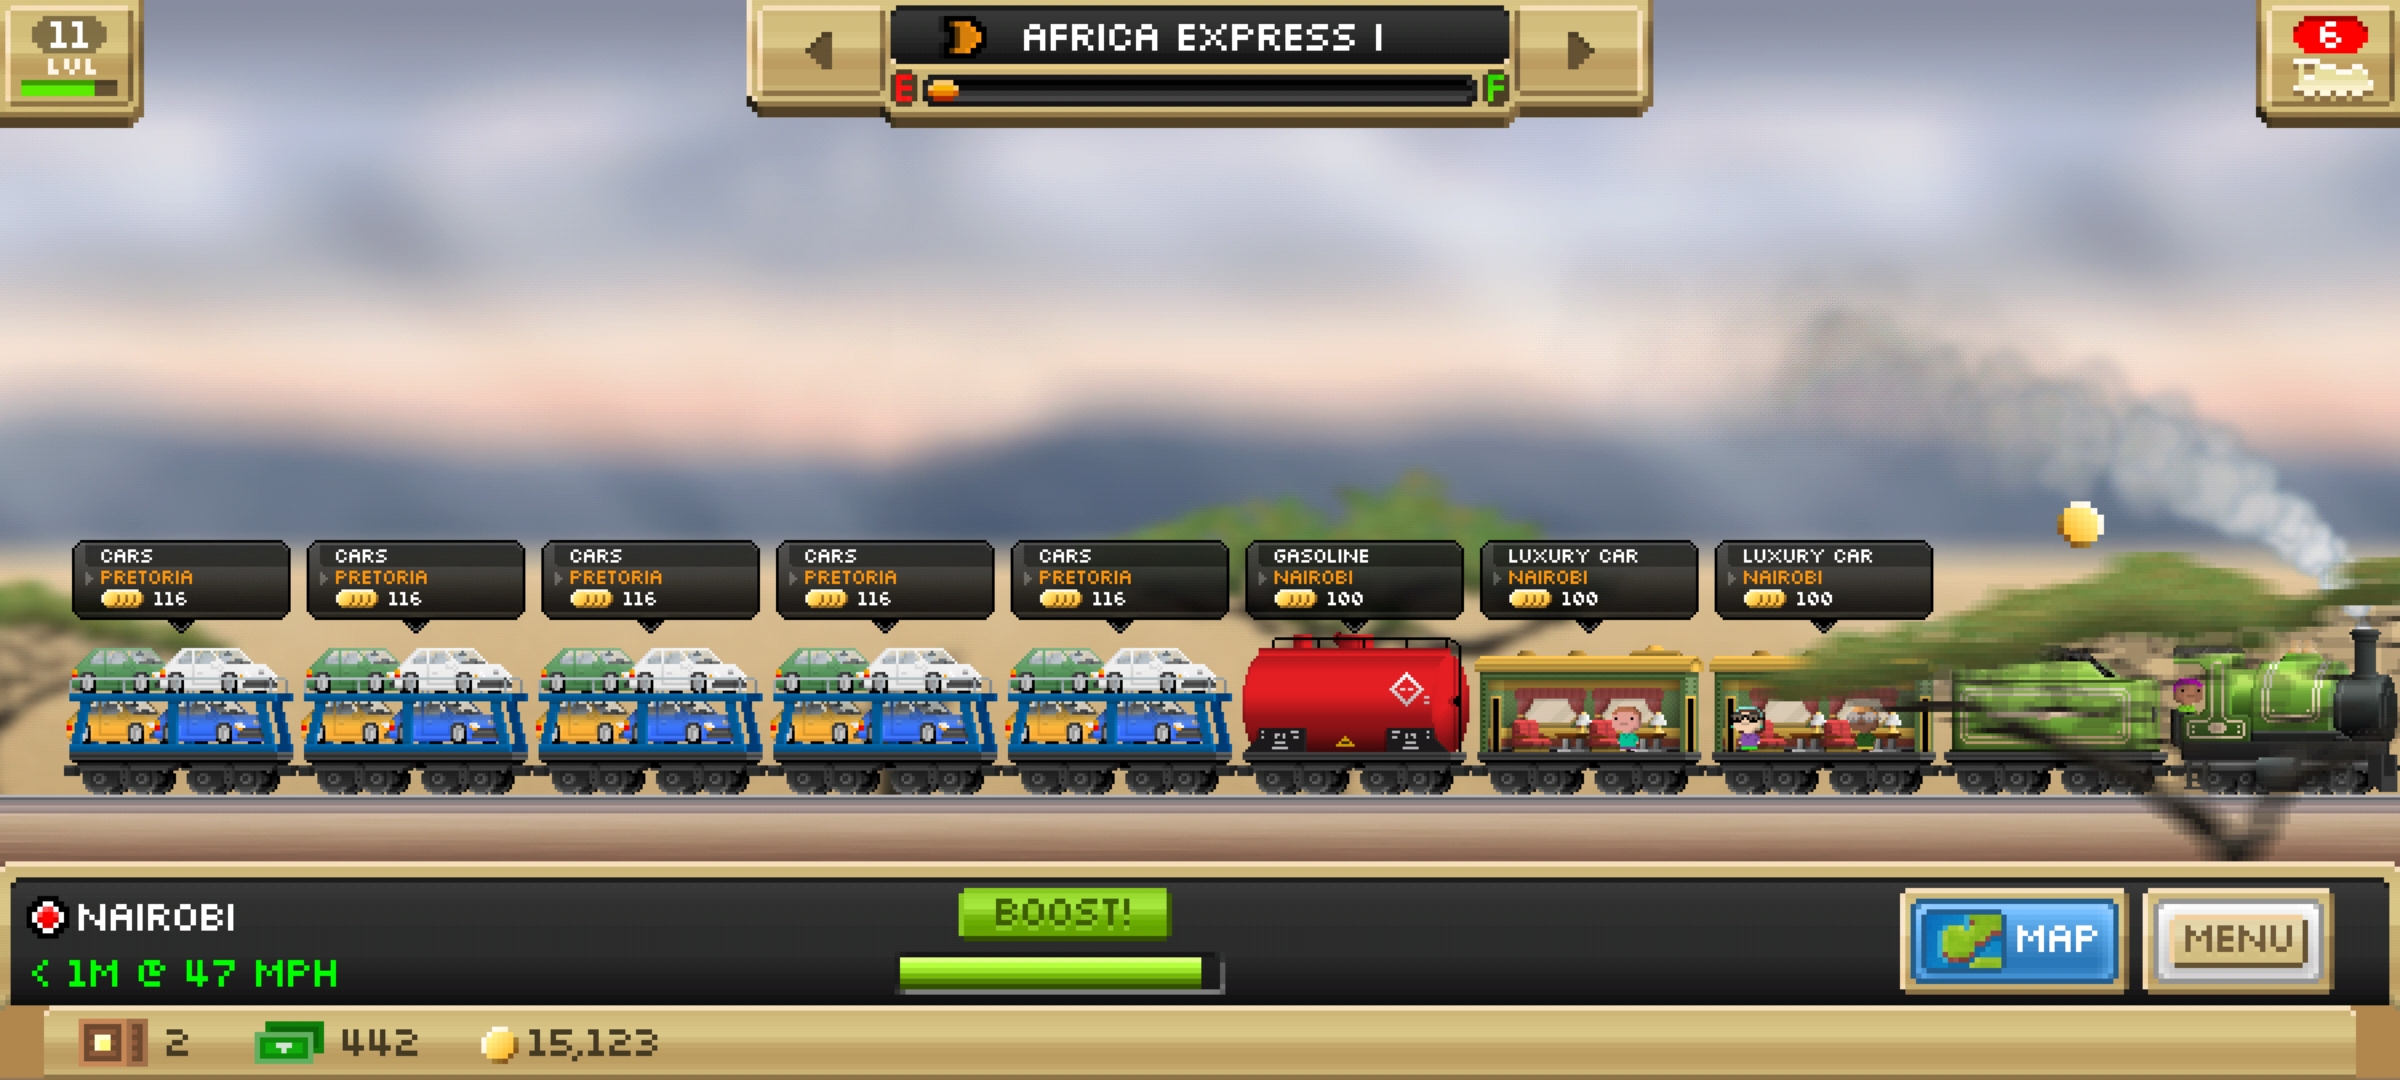 11
LVL
AFRICA EXPRESS I
E
F
6
CARS
PRETORIA
116
CARS
PRETORIA
116
CARS
PRETORIA
116
CARS
PRETORIA
116
CARS
PRETORIA
116
GASOLINE
NAIROBI
100
LUXURY CAR
NAIROBI
100
LUXURY CAR
NAIROBI
100
NAIROBI
< 1M @ 47 MPH
BOOST!
MAP
MENU
2
442
15,123